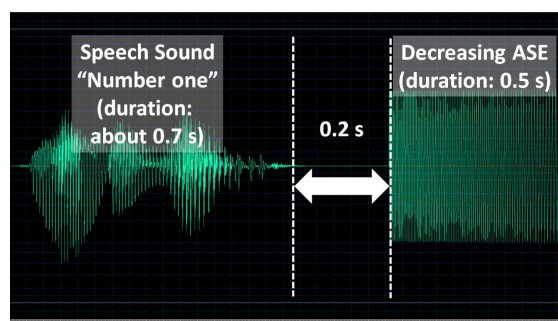 Speech Sound
“Number one”
(duration:
about 0.7 s)
0.2 s
Decreasing ASE
(duration: 0.5 s)